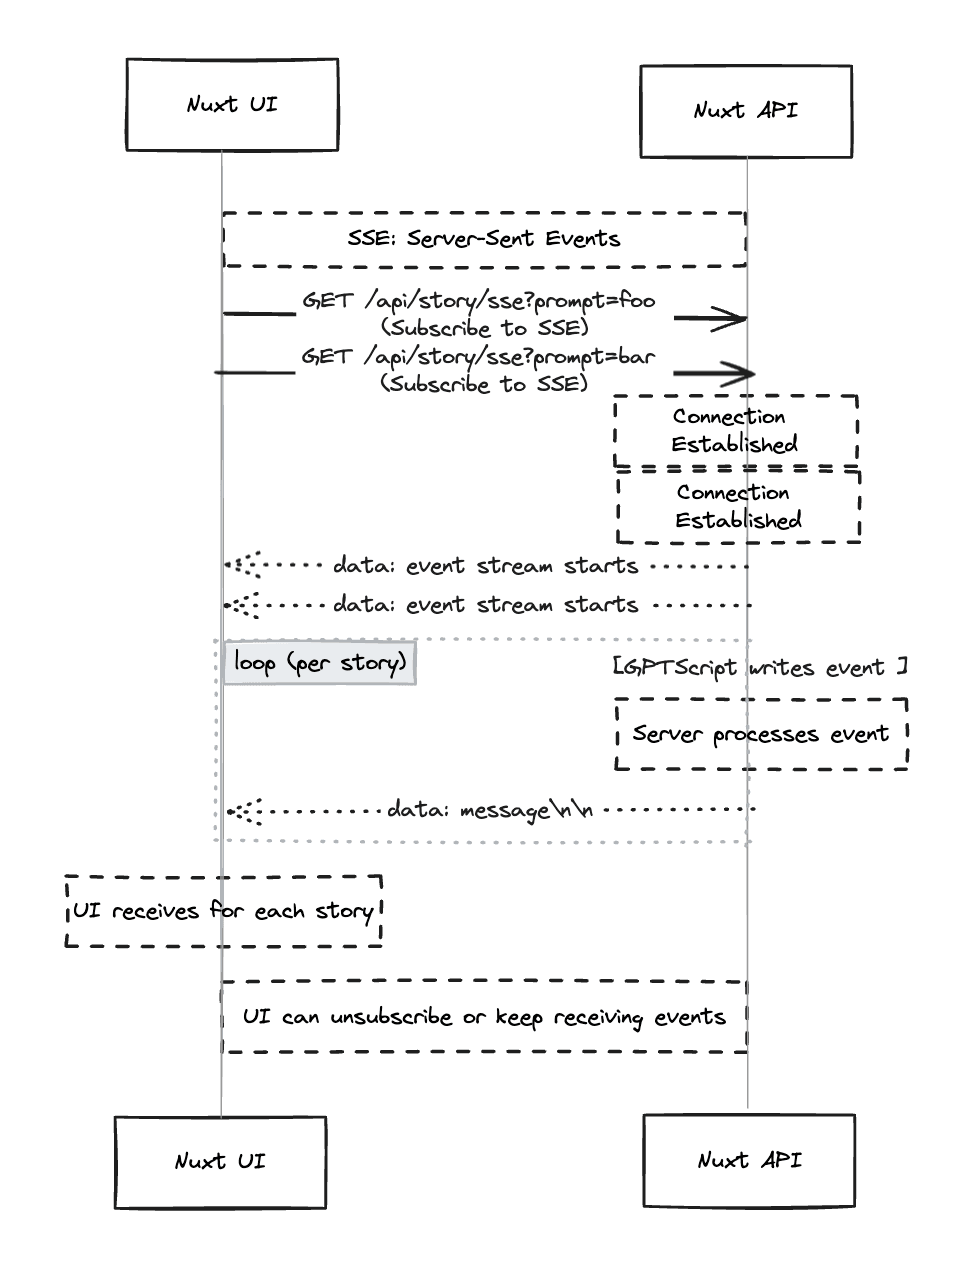 Nuxt UI
Nuxt API
SSE: Server-Sent Events
GET /api/story/sse?prompt=foo
(Subscribe to SSE)
GET /api/story/sse?prompt=bar
(Subscribe to SSE)
Connection
Established
Connection
Established
data: event stream starts
data: event stream starts
loop (per story)
[GPTScript writes event ]
Server processes event
data: message\n\n
UI receives for each story
UI can unsubscribe or keep receiving events
Nuxt UI
Nuxt API